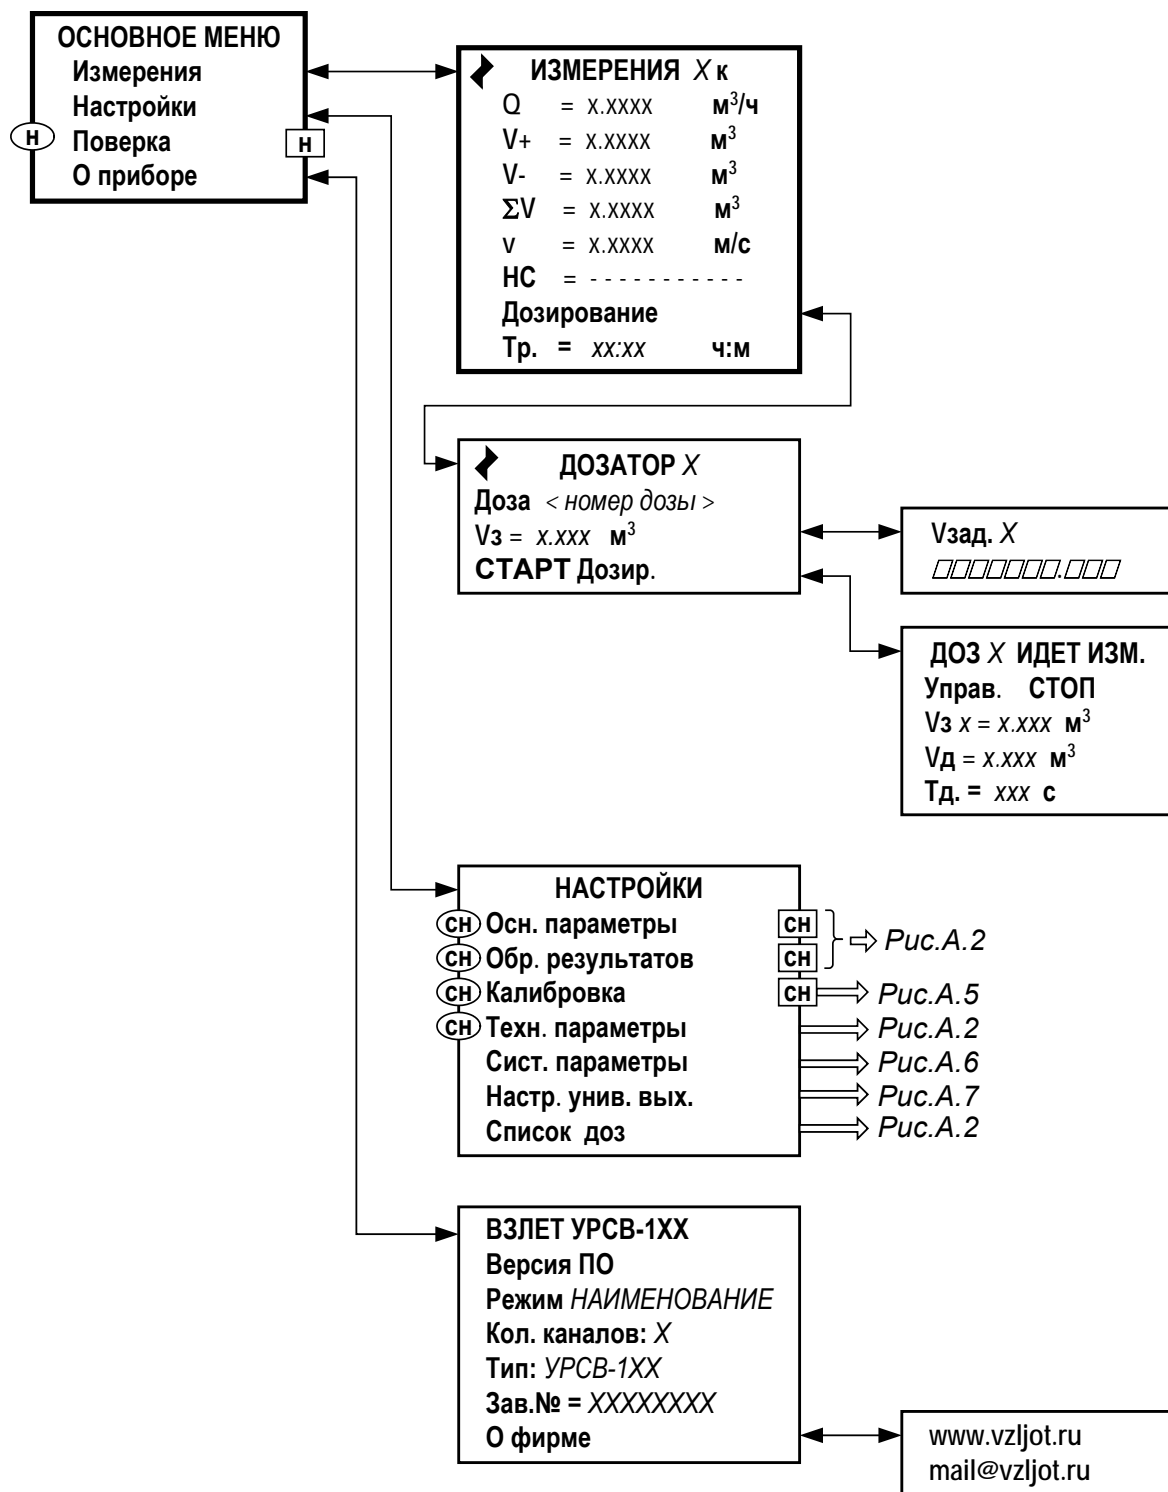 ОСНОВНОЕ МЕНЮ
Измерения
Настройки
Н Поверка Н
О приборе
ИЗМЕРЕНИЯ X к
Q = x.xxxx м³/ч
V+ = x.xxxx м³
V- = x.xxxx м³
ΣV = x.xxxx м³
v = x.xxxx м/с
НС = - - - - - - - - - - -
Дозирование
Тр. = xx:xx ч:м
ДОЗАТОР X
Доза < номер дозы >
Vз = x.xxx м³
СТАРТ Дозир.
Vзад. X
▯▯▯▯▯▯▯.▯▯▯
ДОЗ X ИДЕТ ИЗМ.
Управ. СТОП
Vз x = x.xxx м³
Vд = x.xxx м³
Тд. = xxx с
НАСТРОЙКИ
СН Осн. параметры СН
Рис.А.2
СН Обр. результатов СН
СН Калибровка СН Рис.А.5
СН Техн. параметры Рис.А.2
Сист. параметры Рис.А.6
Настр. унив. вых. Рис.А.7
Список доз Рис.А.2
ВЗЛЕТ УРСВ-1ХХ
Версия ПО
Режим НАИМЕНОВАНИЕ
Кол. каналов: X
Тип: УРСВ-1ХХ
Зав.№ = XXXXXXXX
О фирме
www.vzljot.ru
mail@vzljot.ru